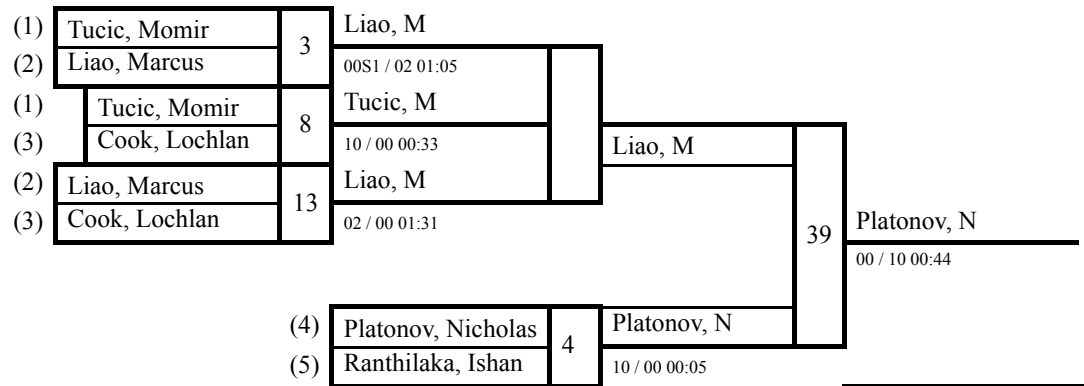 (1) Tucic, Momir 3 Liao, M
(2) Liao, Marcus 00S1 / 02 01:05
(1) Tucic, Momir 8 Tucic, M
(3) Cook, Lochlan 10 / 00 00:33 Liao, M
(2) Liao, Marcus 13 Liao, M
(3) Cook, Lochlan 02 / 00 01:31 39 Platonov, N
00 / 10 00:44
(4) Platonov, Nicholas 4 Platonov, N
(5) Ranthilaka, Ishan 10 / 00 00:05